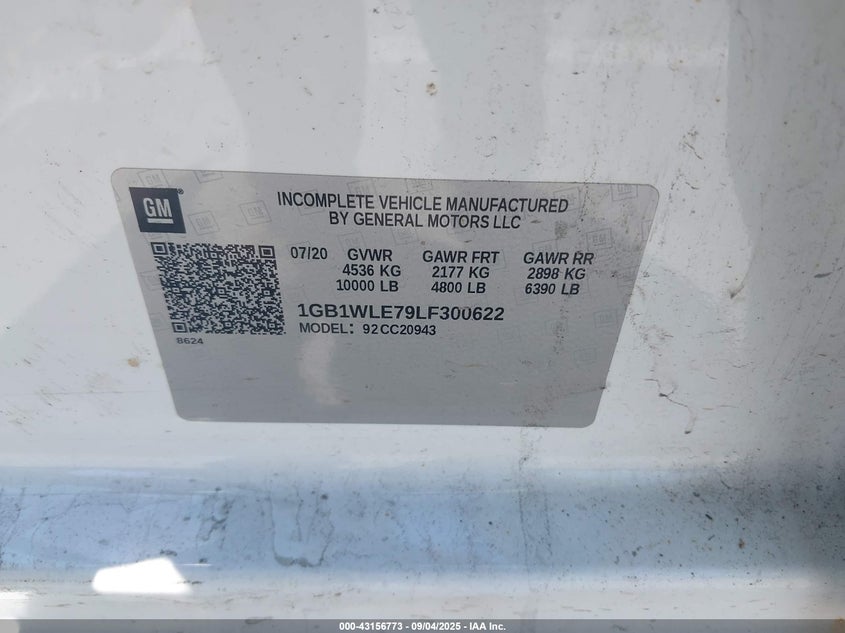 GM
INCOMPLETE VEHICLE MANUFACTURED
BY GENERAL MOTORS LLC
07/20 GVWR GAWR FRT GAWR RR
4536 KG 2177 KG 2898 KG
10000 LB 4800 LB 6390 LB
1GB1WLE79LF300622
MODEL: 92CC20943
B624
000-43156773 - 09/04/2025 - IAA Inc.